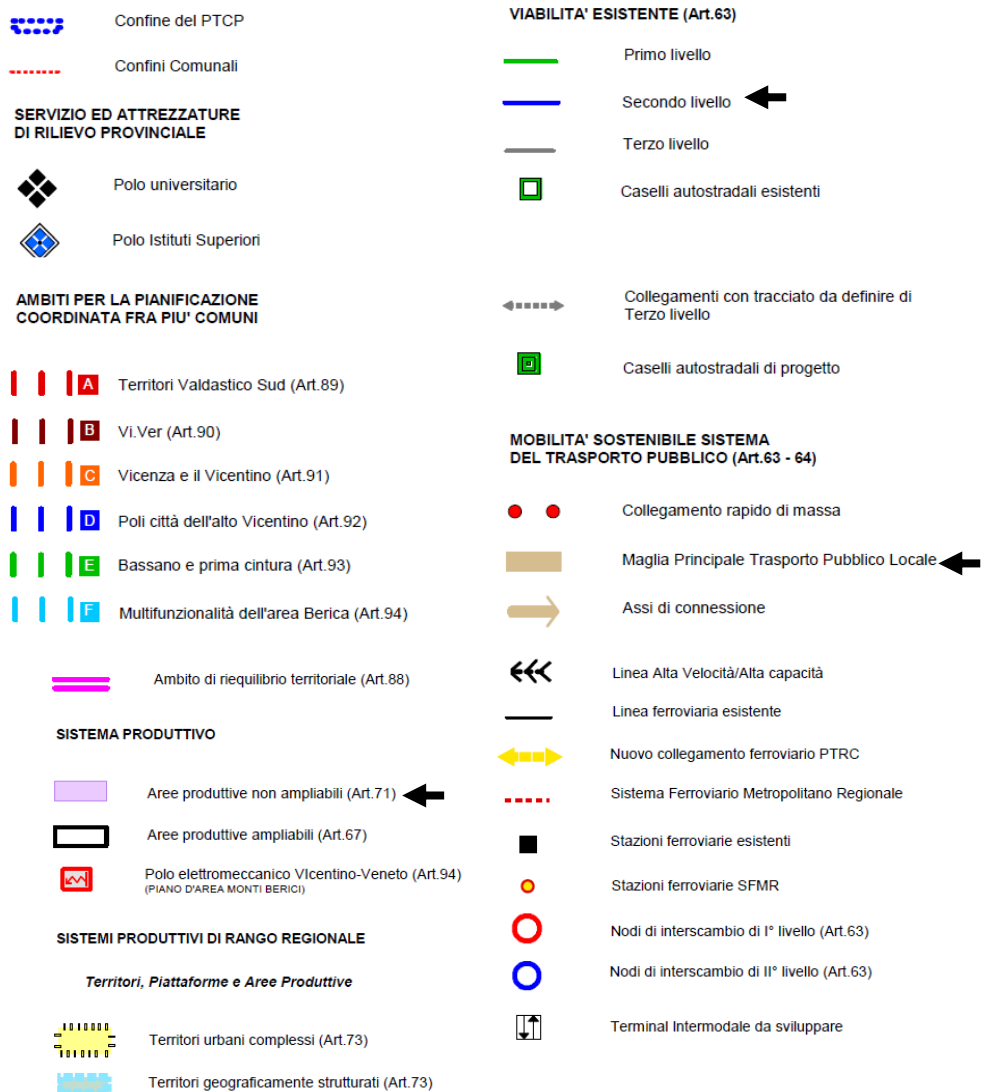 Confine del PTCP
Confini Comunali
SERVIZIO ED ATTREZZATURE
DI RILIEVO PROVINCIALE
Polo universitario
Polo Istituti Superiori
AMBITI PER LA PIANIFICAZIONE
COORDINATA FRA PIU' COMUNI
A Territori Valdastico Sud (Art.89)
B Vi.Ver (Art.90)
C Vicenza e il Vicentino (Art.91)
D Poli città dell'alto Vicentino (Art.92)
E Bassano e prima cintura (Art.93)
F Multifunzionalità dell'area Berica (Art.94)
Ambito di riequilibrio territoriale (Art.88)
SISTEMA PRODUTTIVO
Aree produttive non ampliabili (Art.71)
Aree produttive ampliabili (Art.67)
Polo elettromeccanico VIcentino-Veneto (Art.94)
(PIANO D'AREA MONTI BERICI)
SISTEMI PRODUTTIVI DI RANGO REGIONALE
Territori, Piattaforme e Aree Produttive
Territori urbani complessi (Art.73)
Territori geograficamente strutturati (Art.73)
VIABILITA' ESISTENTE (Art.63)
Primo livello
Secondo livello
Terzo livello
Caselli autostradali esistenti
Collegamenti con tracciato da definire di
Terzo livello
Caselli autostradali di progetto
MOBILITA' SOSTENIBILE SISTEMA
DEL TRASPORTO PUBBLICO (Art.63 - 64)
Collegamento rapido di massa
Maglia Principale Trasporto Pubblico Locale
Assi di connessione
Linea Alta Velocità/Alta capacità
Linea ferroviaria esistente
Nuovo collegamento ferroviario PTRC
Sistema Ferroviario Metropolitano Regionale
Stazioni ferroviarie esistenti
Stazioni ferroviarie SFMR
Nodi di interscambio di I° livello (Art.63)
Nodi di interscambio di II° livello (Art.63)
Terminal Intermodale da sviluppare